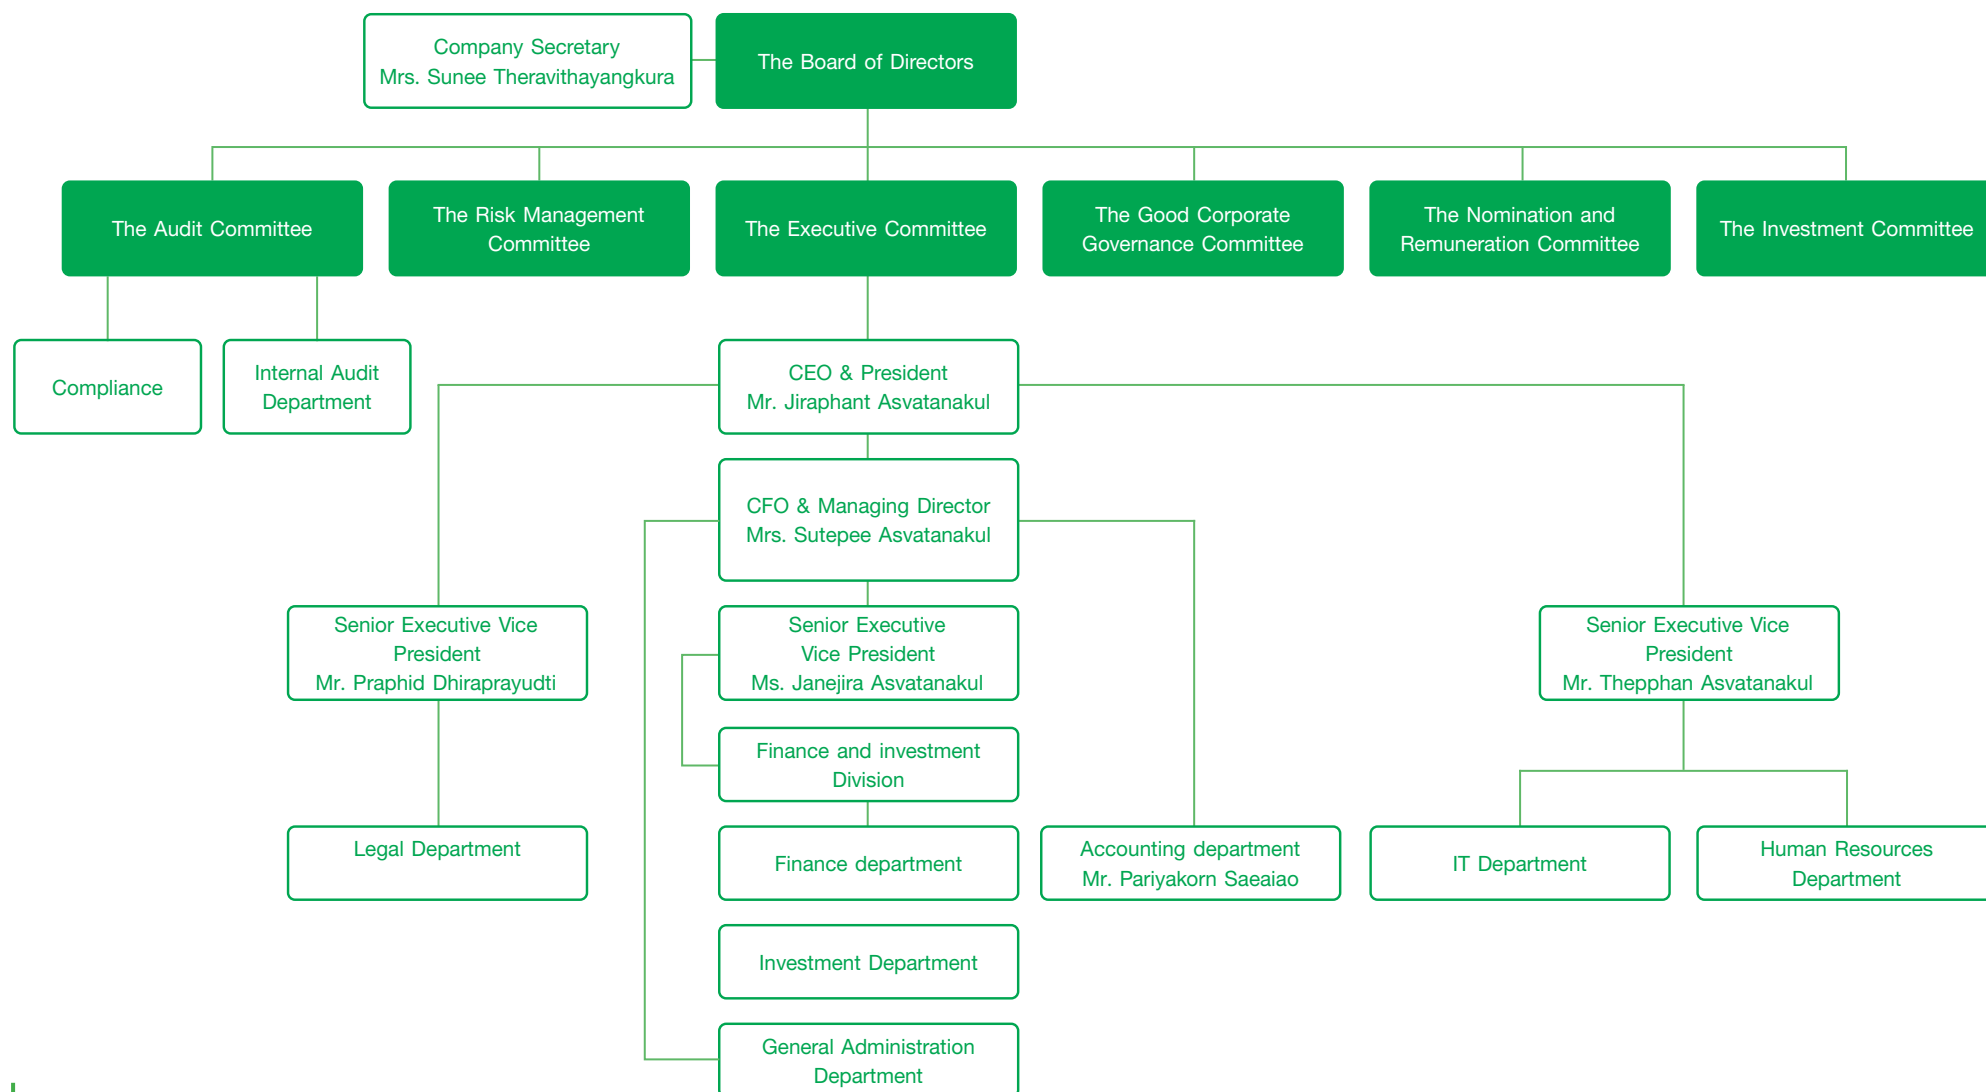 Company Secretary
Mrs. Sunee Theravithayangkura
The Board of Directors
The Audit Committee
The Risk Management
Committee
The Executive Committee
The Good Corporate
Governance Committee
The Nomination and
Remuneration Committee
The Investment Committee
Compliance
Internal Audit
Department
CEO & President
Mr. Jiraphant Asvatanakul
CFO & Managing Director
Mrs. Sutepee Asvatanakul
Senior Executive Vice
President
Mr. Praphid Dhiraprayudti
Senior Executive
Vice President
Ms. Janejira Asvatanakul
Senior Executive Vice
President
Mr. Thepphan Asvatanakul
Finance and investment
Division
Legal Department
Finance department
Accounting department
Mr. Pariyakorn Saeaiao
IT Department
Human Resources
Department
Investment Department
General Administration
Department